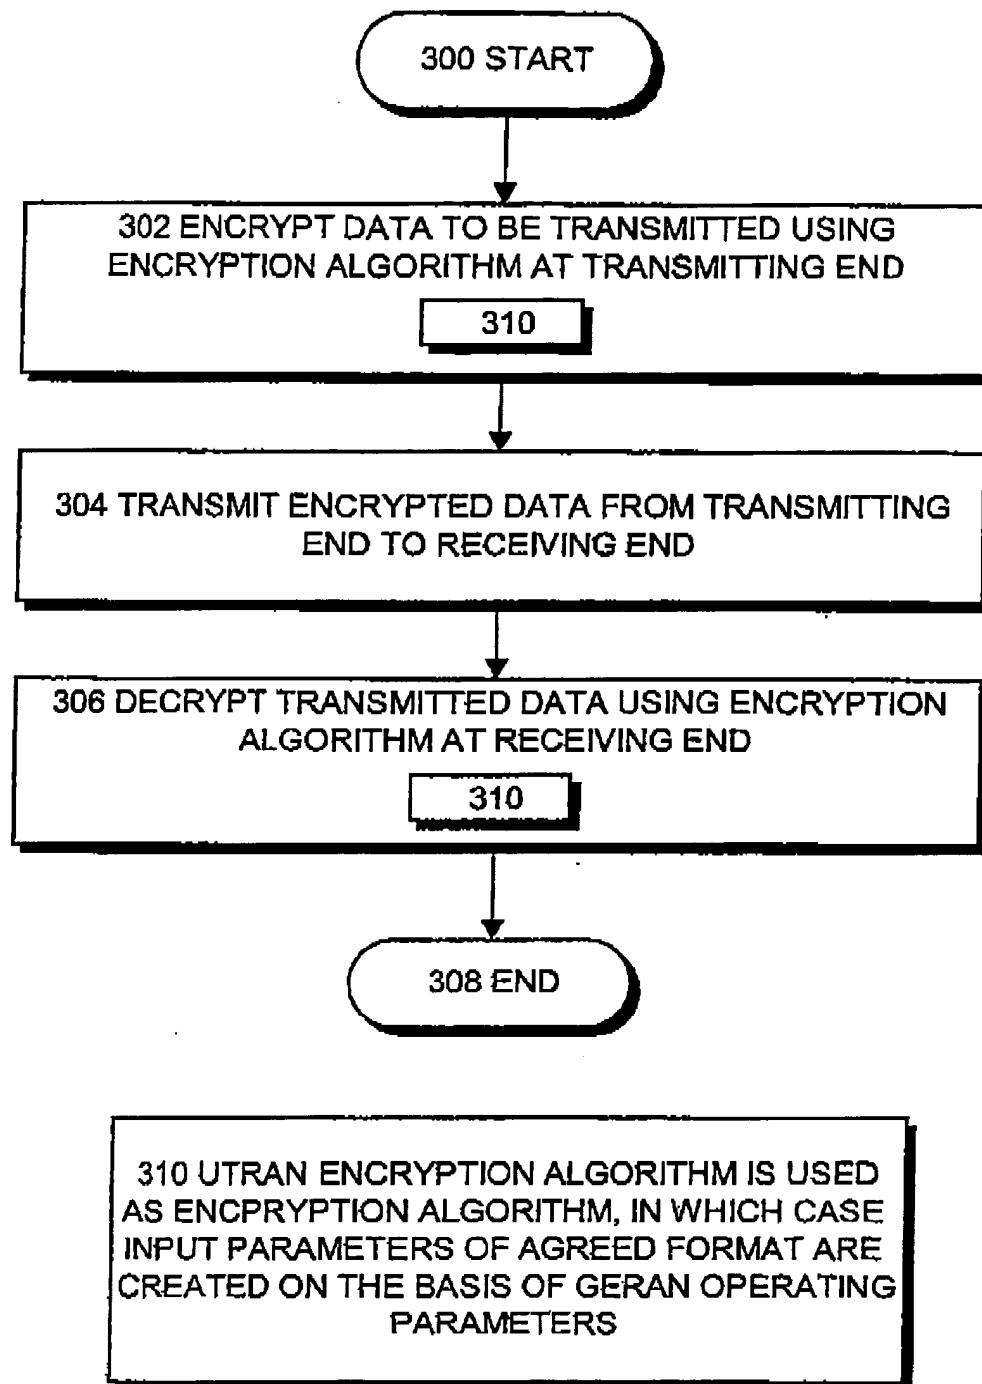 300 START
302 ENCRYPT DATA TO BE TRANSMITTED USING
ENCRYPTION ALGORITHM AT TRANSMITTING END
310
304 TRANSMIT ENCRYPTED DATA FROM TRANSMITTING
END TO RECEIVING END
306 DECRYPT TRANSMITTED DATA USING ENCRYPTION
ALGORITHM AT RECEIVING END
310
308 END
310 UTRAN ENCRYPTION ALGORITHM IS USED
AS ENCPRYPTION ALGORITHM, IN WHICH CASE
INPUT PARAMETERS OF AGREED FORMAT ARE
CREATED ON THE BASIS OF GERAN OPERATING
PARAMETERS